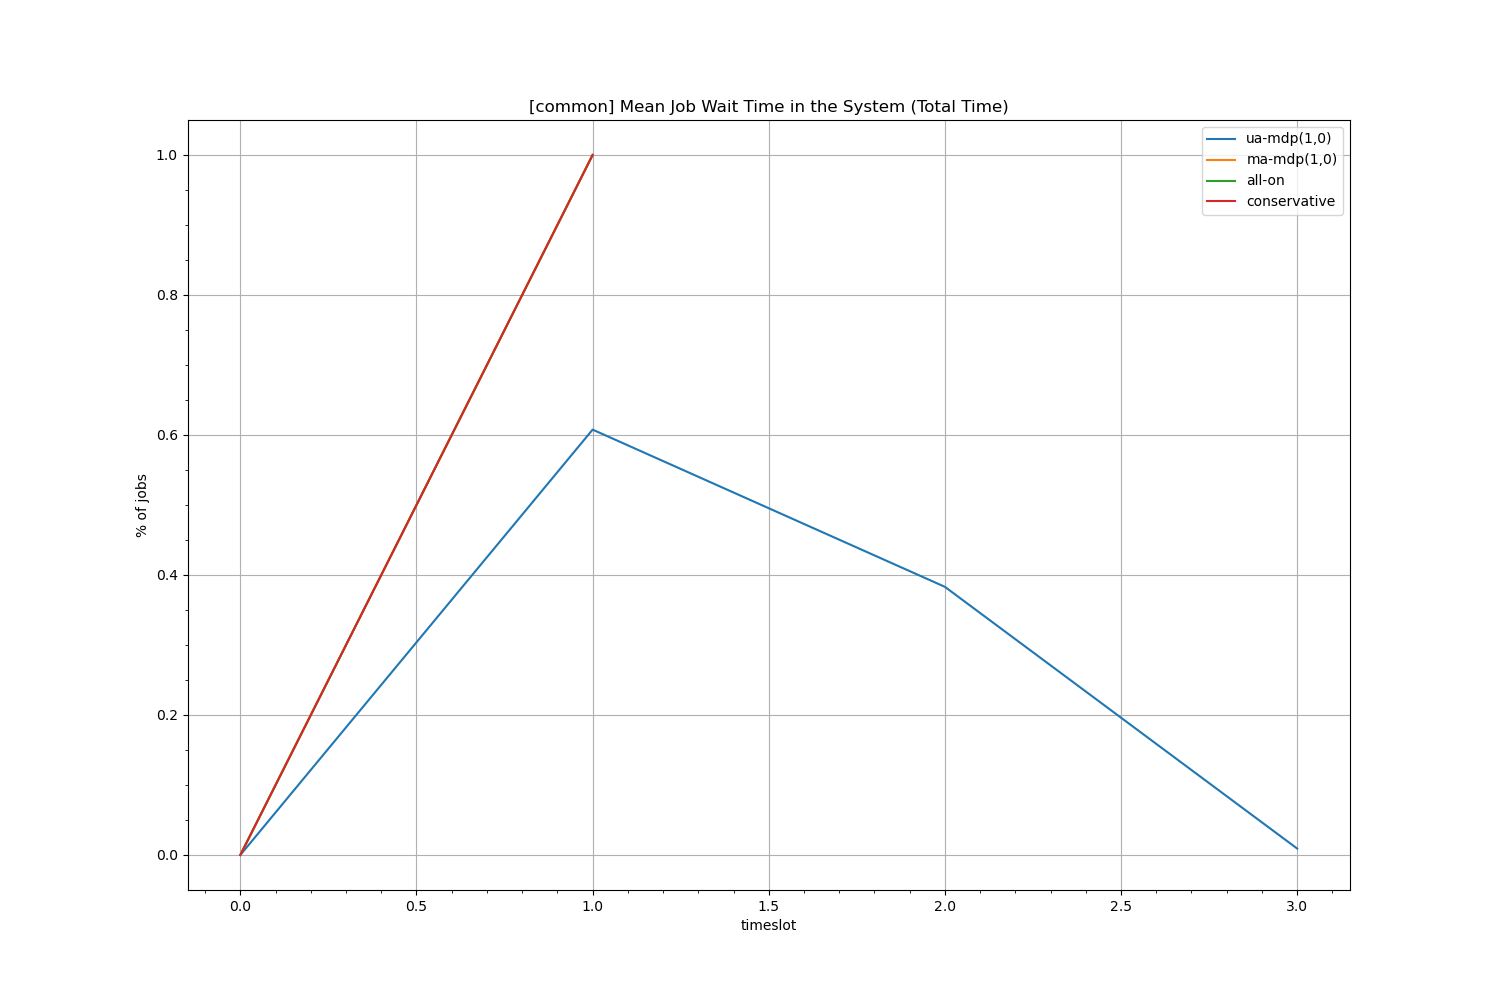 [common] Mean Job Wait Time in the System (Total Time)
ua-mdp(1,0)
ma-mdp(1,0)
all-on
conservative
1.0
0.8
0.6
0.4
0.2
0.0
% of jobs
0.0 0.5 1.0 1.5 2.0 2.5 3.0
timeslot